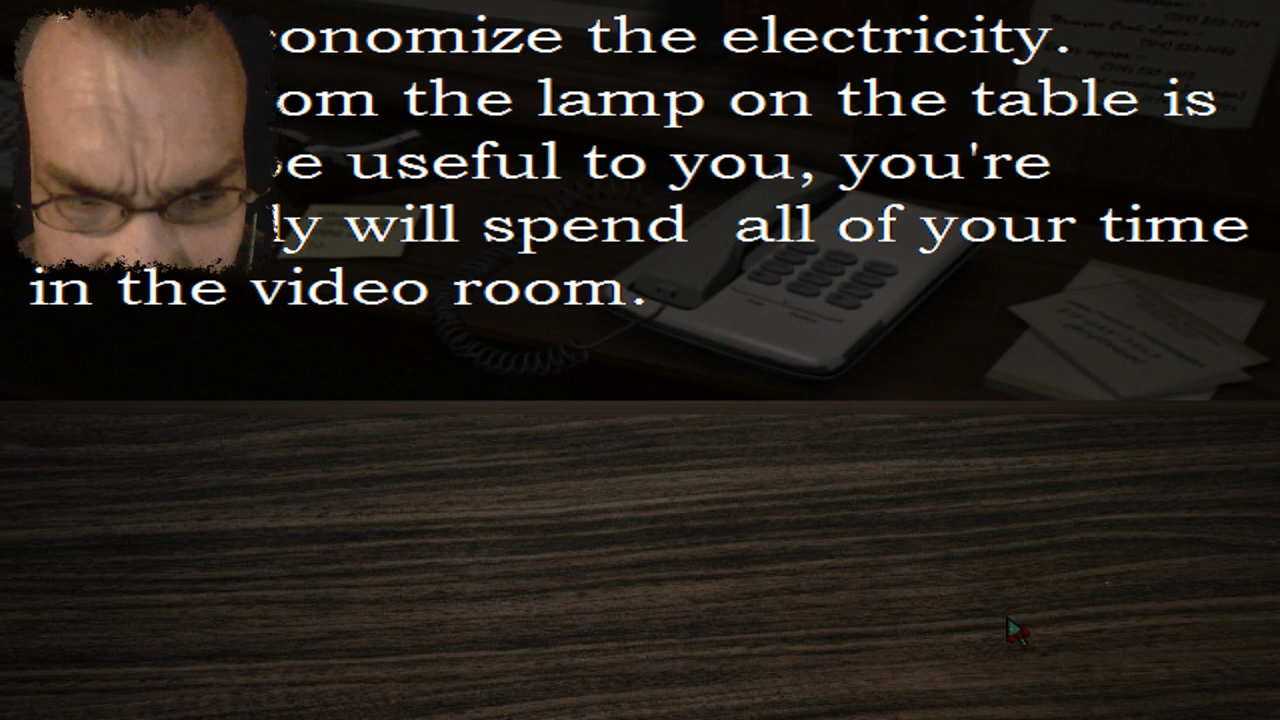 onomize the electricity.
om the lamp on the table is
e useful to you, you're
ly will spend  all of your time
in the video room.